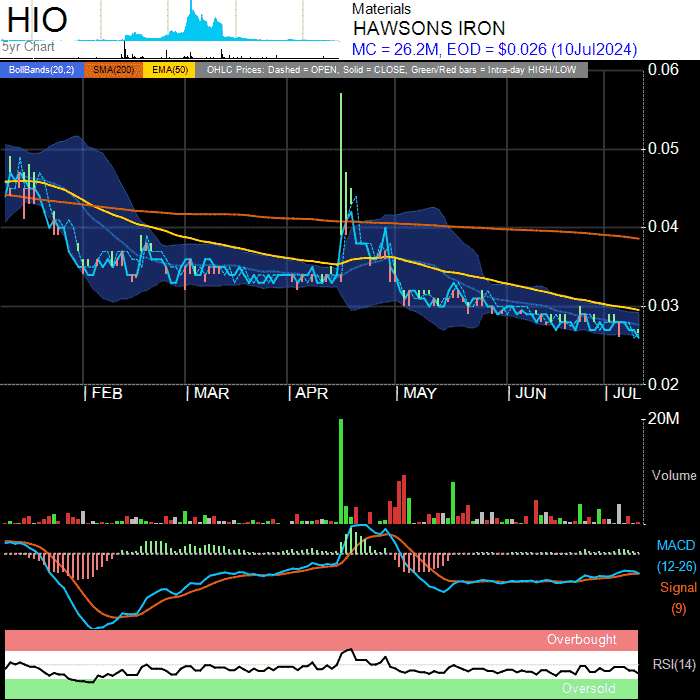 HIO
5yr Chart
Materials
HAWSONS IRON
MC = 26.2M, EOD = $0.026 (10Jul2024)
BollBands(20,2) SMA(200) EMA(50) OHLC Prices: Dashed = OPEN, Solid = CLOSE, Green/Red bars = Intra-day HIGH/LOW
0.06
0.05
0.04
0.03
0.02
| FEB | MAR | APR | MAY | JUN | JUL
20M
Volume
MACD
(12-26)
Signal
(9)
Overbought
RSI(14)
Oversold